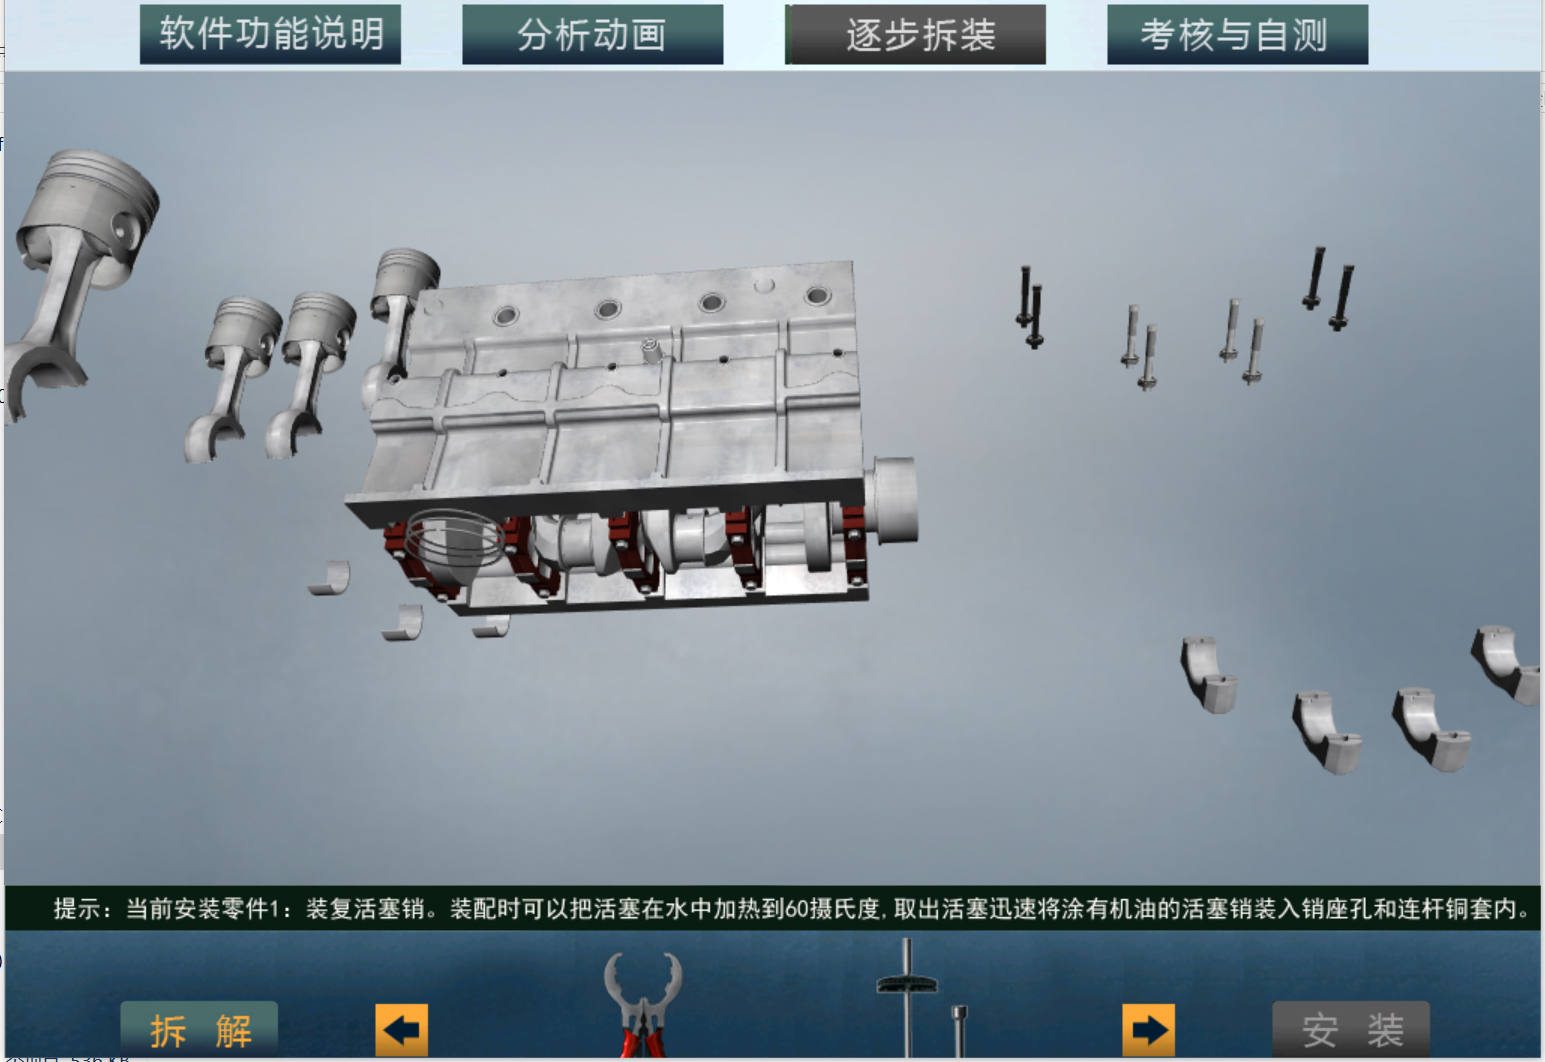 软件功能说明
分析动画
逐步拆装
考核与自测
提示：当前安装零件1：装复活塞销。装配时可以把活塞在水中加热到60摄氏度,取出活塞迅速将涂有机油的活塞销装入销座孔和连杆铜套内。
拆 解
安 装